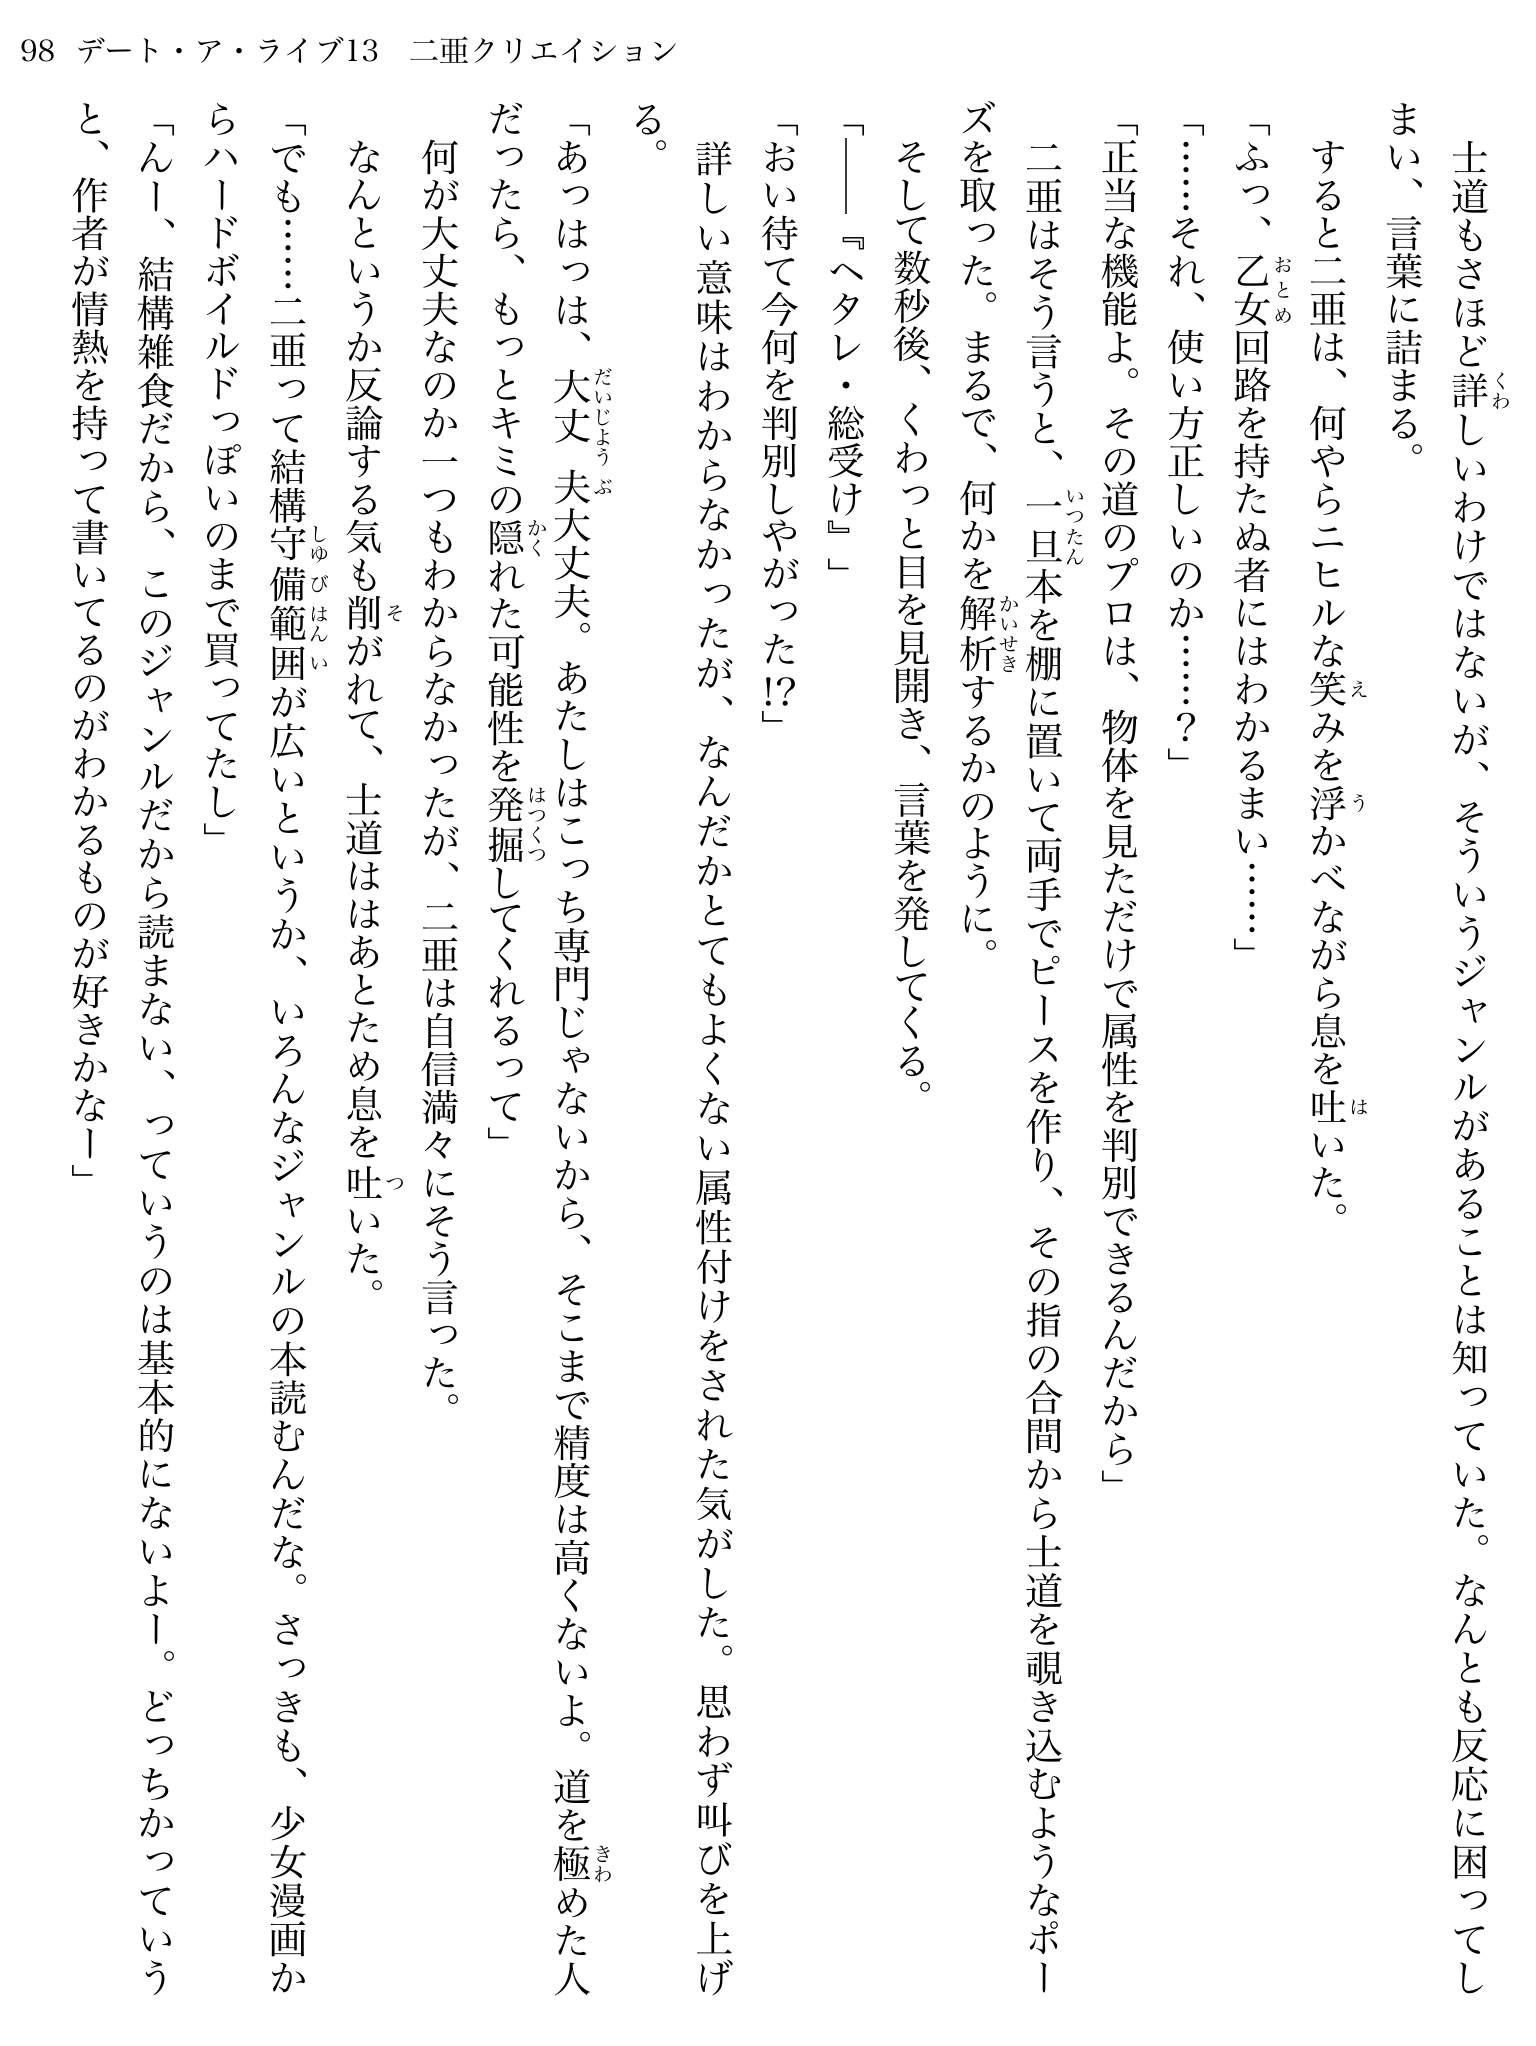 98 デート・ア・ライブ13　二亜クリエイション
　士道もさほど詳しいわけではないが、そういうジャンルがあることは知っていた。なんとも反応に困ってし
まい、言葉に詰まる。
　すると二亜は、何やらニヒルな笑みを浮かべながら息を吐いた。
「ふっ、乙女回路を持たぬ者にはわかるまい……」
「……それ、使い方正しいのか……？」
「正当な機能よ。その道のプロは、物体を見ただけで属性を判別できるんだから」
　二亜はそう言うと、一旦本を棚に置いて両手でピースを作り、その指の合間から士道を覗き込むようなポー
ズを取った。まるで、何かを解析するかのように。
　そして数秒後、くわっと目を見開き、言葉を発してくる。
「――『ヘタレ・総受け』」
「おい待て今何を判別しやがった!?」
　詳しい意味はわからなかったが、なんだかとてもよくない属性付けをされた気がした。思わず叫びを上げ
る。
「あっはっは、大丈夫大丈夫。あたしはこっち専門じゃないから、そこまで精度は高くないよ。道を極めた人
だったら、もっとキミの隠れた可能性を発掘してくれるって」
　何が大丈夫なのか一つもわからなかったが、二亜は自信満々にそう言った。
　なんというか反論する気も削がれて、士道ははあとため息を吐いた。
「でも……二亜って結構守備範囲が広いというか、いろんなジャンルの本読むんだな。さっきも、少女漫画か
らハードボイルドっぽいのまで買ってたし」
「んー、結構雑食だから、このジャンルだから読まない、っていうのは基本的にないよー。どっちかっていう
と、作者が情熱を持って書いてるのがわかるものが好きかなー」